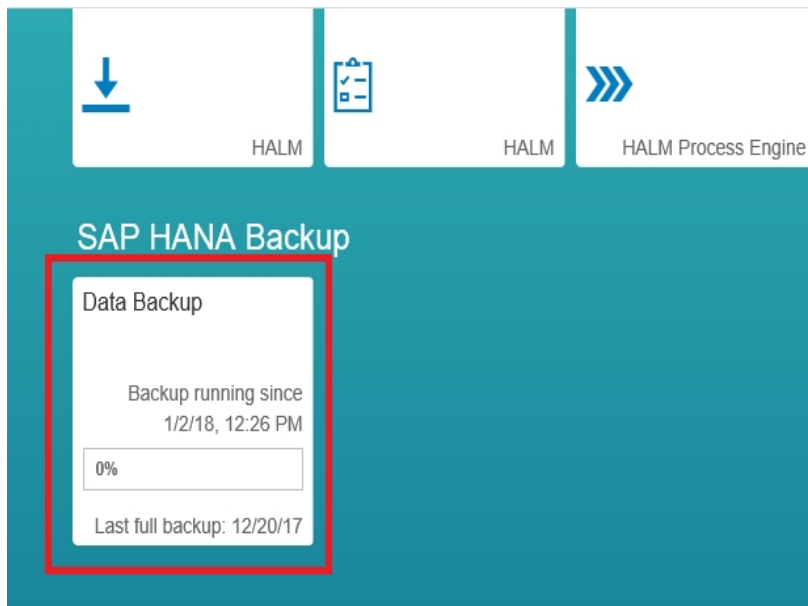 HALM
HALM
HALM Process Engine
SAP HANA Backup
Data Backup
Backup running since
1/2/18, 12:26 PM
0%
Last full backup: 12/20/17